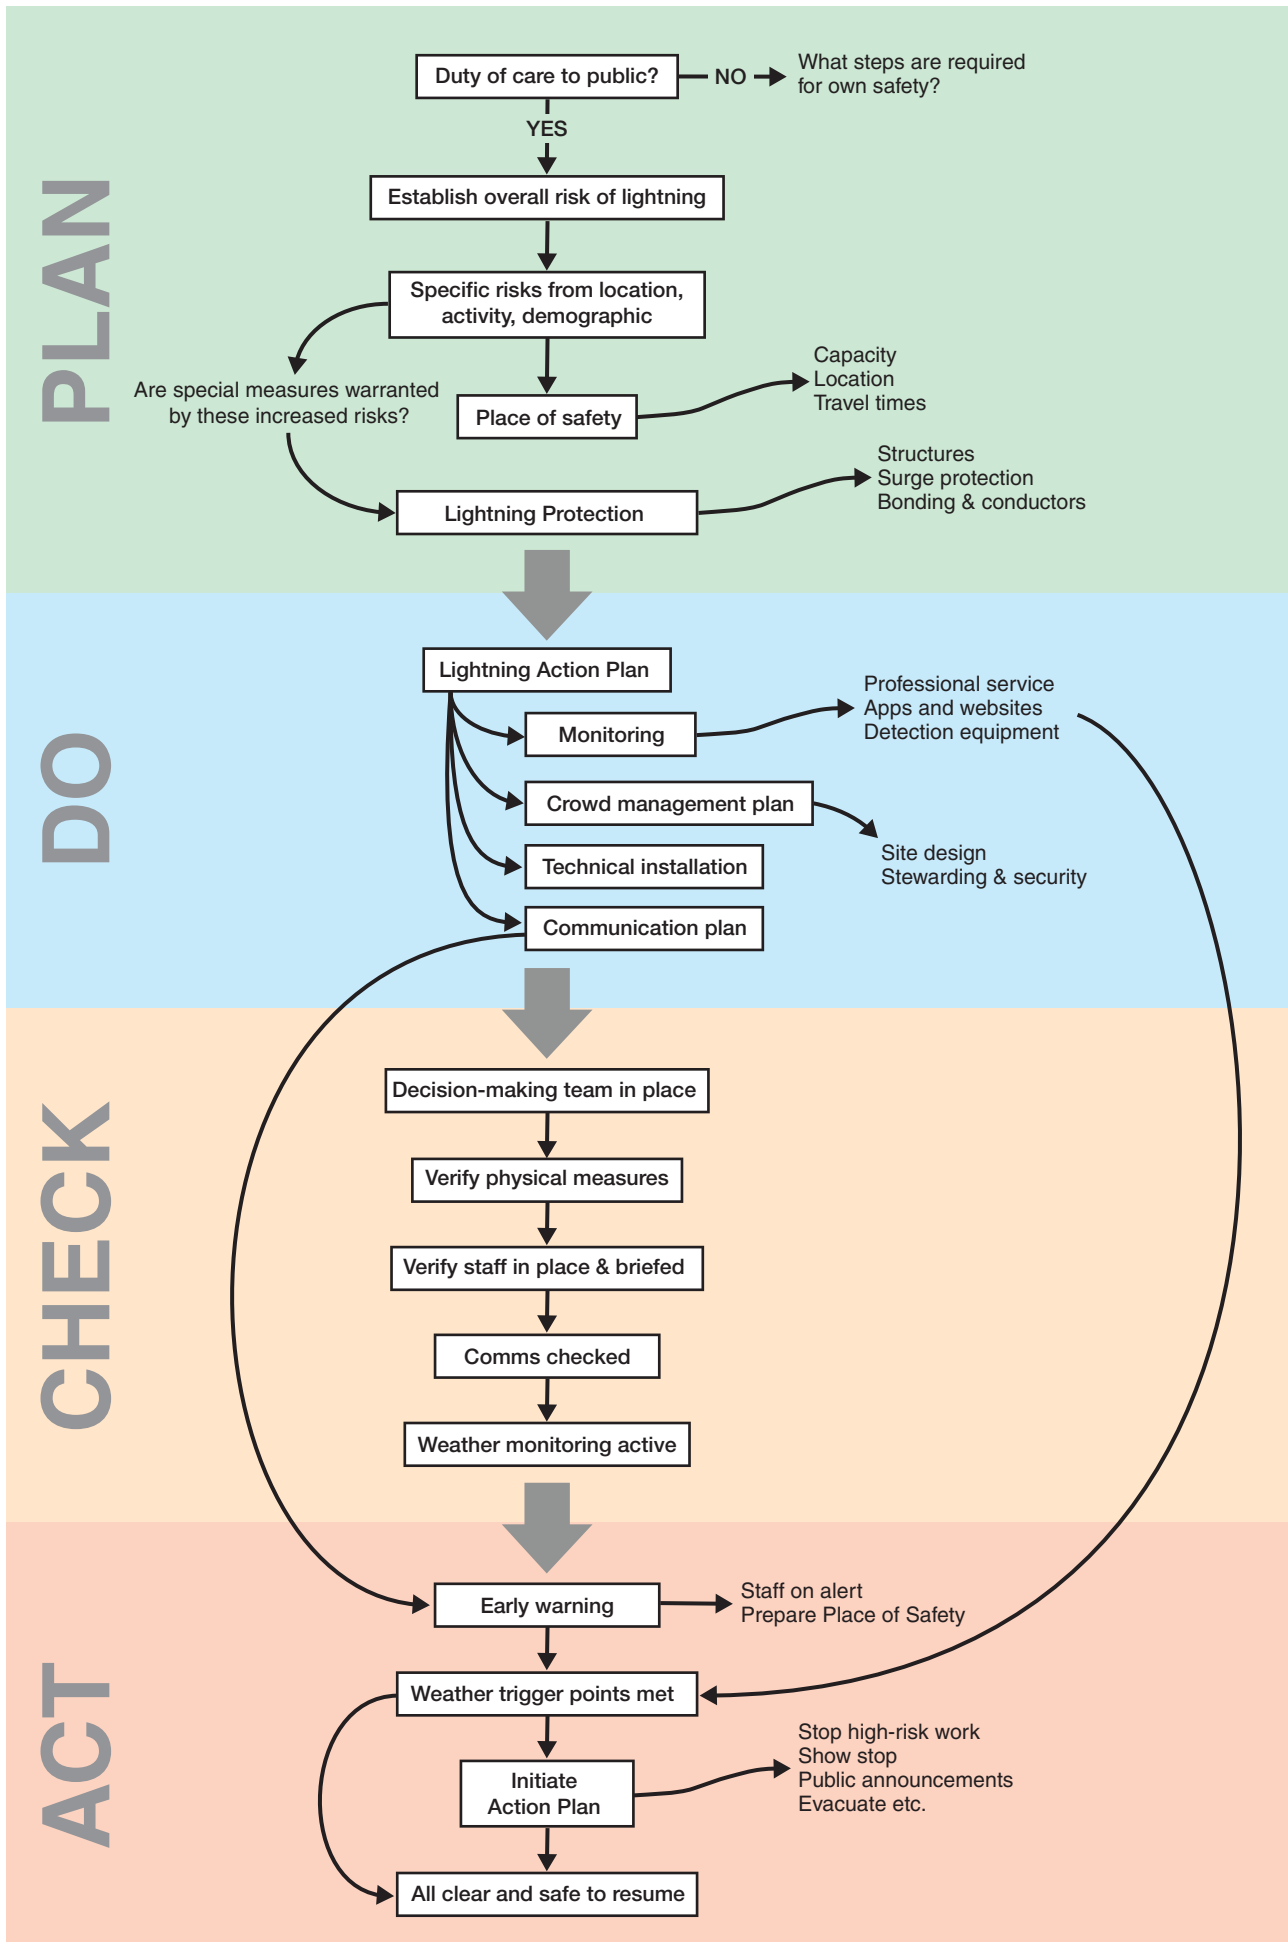 PLAN
Duty of care to public?
NO
What steps are required
for own safety?
YES
Establish overall risk of lightning
Specific risks from location,
activity, demographic
Are special measures warranted
by these increased risks?
Place of safety
Capacity
Location
Travel times
Lightning Protection
Structures
Surge protection
Bonding & conductors
DO
Lightning Action Plan
Monitoring
Professional service
Apps and websites
Detection equipment
Crowd management plan
Site design
Stewarding & security
Technical installation
Communication plan
CHECK
Decision-making team in place
Verify physical measures
Verify staff in place & briefed
Comms checked
Weather monitoring active
ACT
Early warning
Staff on alert
Prepare Place of Safety
Weather trigger points met
Initiate
Action Plan
Stop high-risk work
Show stop
Public announcements
Evacuate etc.
All clear and safe to resume